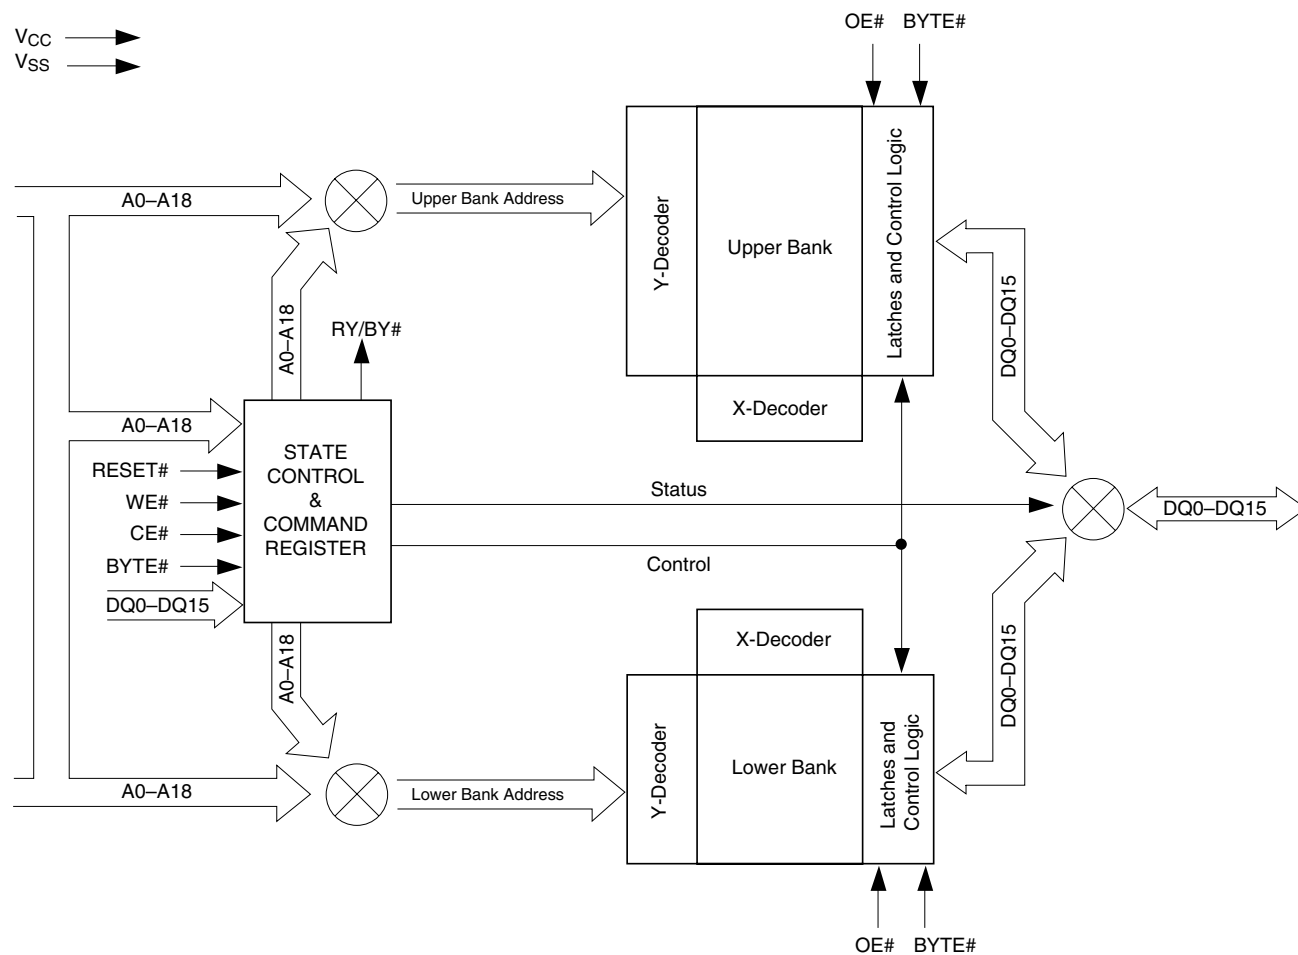 OE# BYTE#
VCC
VSS
A0–A18
Upper Bank Address
Y-Decoder
Upper Bank
Latches and Control Logic
X-Decoder
DQ0–DQ15
A0–A18
RY/BY#
A0–A18
RESET#
WE#
CE#
BYTE#
DQ0–DQ15
STATE
CONTROL
&
COMMAND
REGISTER
Status
Control
DQ0–DQ15
A0–A18
X-Decoder
DQ0–DQ15
A0–A18
Lower Bank Address
Y-Decoder
Lower Bank
Latches and
Control Logic
OE# BYTE#